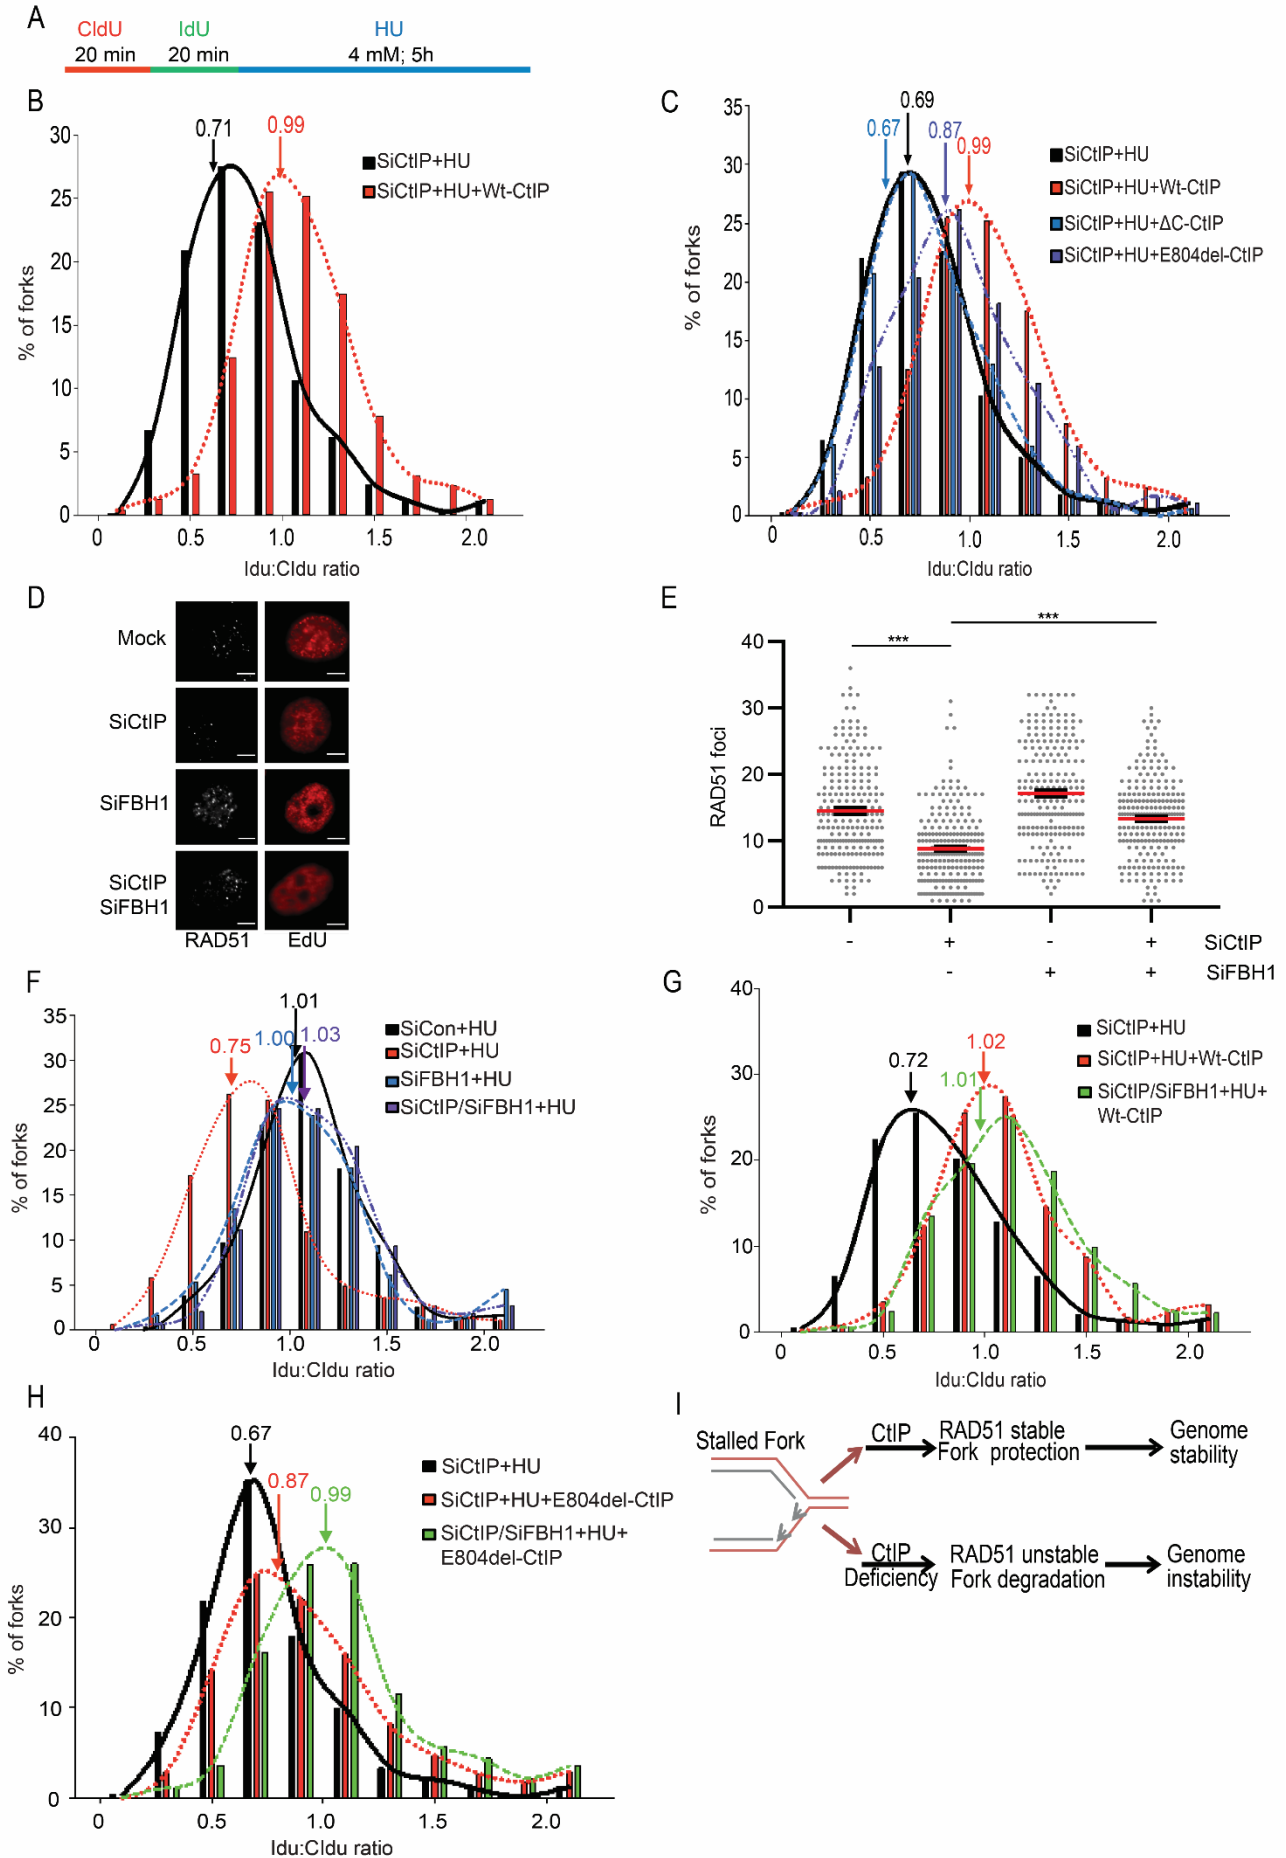 A
CldU IdU HU
20 min 20 min 4 mM; 5h
B
0.71
0.99
SiCtIP+HU
SiCtIP+HU+Wt-CtIP
30
25
20
15
10
5
0
% of forks
0 0.5 1.0 1.5 2.0
Idu:Cldu ratio
C
0.69
0.67
0.87
0.99
SiCtIP+HU
SiCtIP+HU+Wt-CtIP
SiCtIP+HU+ΔC-CtIP
SiCtIP+HU+E804del-CtIP
35
30
25
20
15
10
5
0
% of forks
0 0.5 1.0 1.5 2.0
Idu:Cldu ratio
D
Mock
SiCtIP
SiFBH1
SiCtIP
SiFBH1
RAD51 EdU
E
***
***
40
30
20
10
0
RAD51 foci
- + - + SiCtIP
- + + SiFBH1
F
1.01
0.75
1.00
1.03
SiCon+HU
SiCtIP+HU
SiFBH1+HU
SiCtIP/SiFBH1+HU
35
30
25
20
15
10
5
0
% of forks
0 0.5 1.0 1.5 2.0
Idu:Cldu ratio
G
0.72
1.02
1.01
SiCtIP+HU
SiCtIP+HU+Wt-CtIP
SiCtIP/SiFBH1+HU+
Wt-CtIP
40
30
20
10
0
% of forks
0 0.5 1.0 1.5 2.0
Idu:Cldu ratio
H
0.67
0.87
0.99
SiCtIP+HU
SiCtIP+HU+E804del-CtIP
SiCtIP/SiFBH1+HU+
E804del-CtIP
40
30
20
10
0
% of forks
0 0.5 1.0 1.5 2.0
Idu:Cldu ratio
I
Stalled Fork
CtIP
RAD51 stable
Fork protection
Genome
stability
CtIP
Deficiency
RAD51 unstable
Fork degradation
Genome
instability